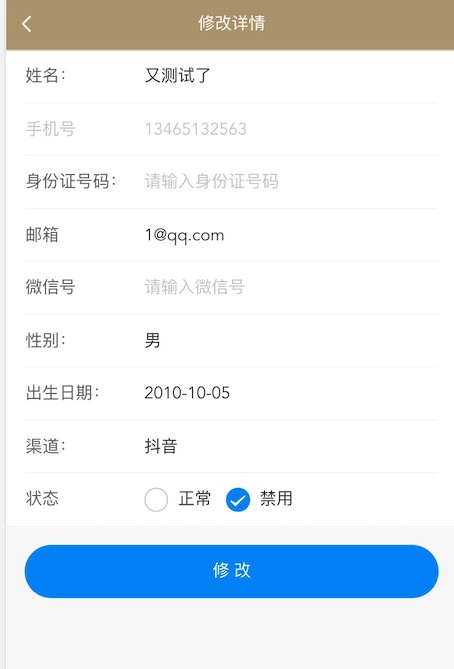 修改详情
姓名： 又测试了
手机号 13465132563
身份证号码： 请输入身份证号码
邮箱 1@qq.com
微信号 请输入微信号
性别： 男
出生日期： 2010-10-05
渠道： 抖音
状态 正常 禁用
修 改